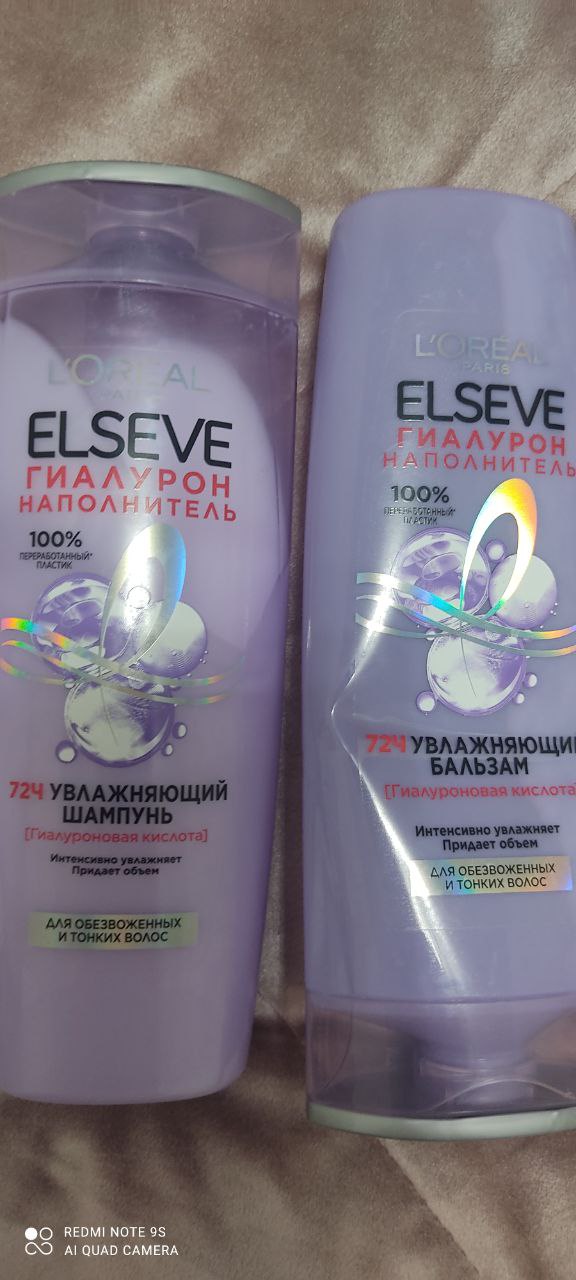 L'ORÉAL
PARIS
ELSEVE
ГИАЛУРОН
НАПОЛНИТЕЛЬ
100%
ПЕРЕРАБОТАННЫЙ*
ПЛАСТИК
72Ч УВЛАЖНЯЮЩИЙ
ШАМПУНЬ
[Гиалуроновая кислота]
Интенсивно увлажняет
Придает объем
ДЛЯ ОБЕЗВОЖЕННЫХ
И ТОНКИХ ВОЛОС
L'ORÉAL
PARIS
ELSEVE
ГИАЛУРОН
НАПОЛНИТЕЛЬ
100%
ПЕРЕРАБОТАННЫЙ*
ПЛАСТИК
72Ч УВЛАЖНЯЮЩИЙ
БАЛЬЗАМ
[Гиалуроновая кислота]
Интенсивно увлажняет
Придает объем
ДЛЯ ОБЕЗВОЖЕННЫХ
И ТОНКИХ ВОЛОС
REDMI NOTE 9S
AI QUAD CAMERA